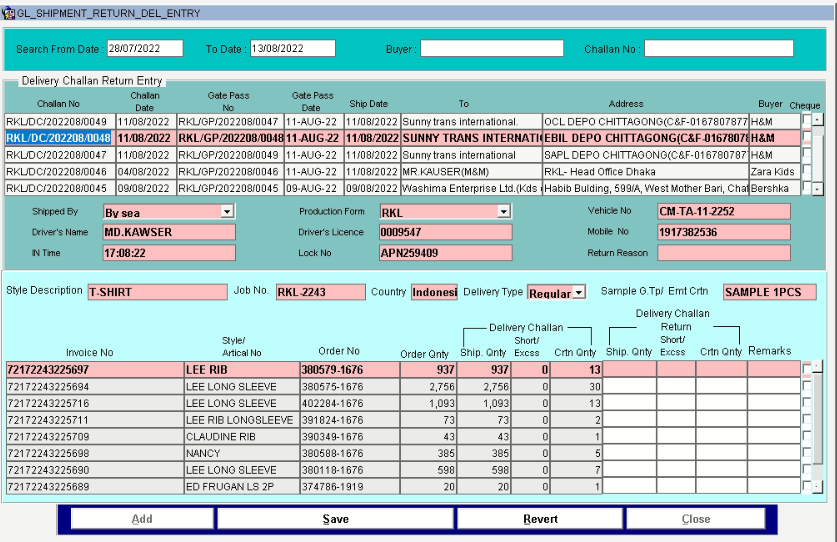 GL_SHIPMENT_RETURN_DEL_ENTRY
Search From Date : 28/07/2022 To Date : 13/08/2022 Buyer : Challan No :
Delivery Challan Return Entry
Challan No Challan Date Gate Pass No Gate Pass Date Ship Date To Address Buyer Cheque
RKL/DC/202208/0049 11/08/2022 RKL/GP/202208/0047 11-AUG-22 11/08/2022 Sunny trans international. OCL DEPO CHITTAGONG(C&F-0167807877 H&M
RKL/DC/202208/0048 11/08/2022 RKL/GP/202208/0048 11-AUG-22 11/08/2022 SUNNY TRANS INTERNATI EBIL DEPO CHITTAGONG(C&F-0167807 H&M
RKL/DC/202208/0047 11/08/2022 RKL/GP/202208/0049 11-AUG-22 11/08/2022 Sunny trans international SAPL DEPO CHITTAGONG(C&F-016780787 H&M
RKL/DC/202208/0046 04/08/2022 RKL/GP/202208/0046 11-AUG-22 11/08/2022 MR.KAUSER(M&M) RKL- Head Office Dhaka Zara Kids
RKL/DC/202208/0045 09/08/2022 RKL/GP/202208/0045 09-AUG-22 09/08/2022 Washima Enterprise Ltd.(Kds Habib Bulding, 599/A, West Mother Bari, Chat Bershka
Shipped By By sea Production Form RKL Vehicle No CM-TA-11-2252
Driver's Name MD.KAWSER Driver's Licence 0009547 Mobile No 1917382536
IN Time 17:08:22 Lock No APN259409 Return Reason
Style Description T-SHIRT Job No. RKL-2243 Country Indonesi Delivery Type Regular Sample G.Tp/ Emt Crtn SAMPLE 1PCS
Delivery Challan Delivery Challan Return
Invoice No Style/ Artical No Order No Order Qnty Ship. Qnty Short/ Excss Crtn Qnty Ship. Qnty Short/ Excss Crtn Qnty Remarks
72172243225697 LEE RIB 380579-1676 937 937 0 13
72172243225694 LEE LONG SLEEVE 380575-1676 2,756 2,756 0 30
72172243225716 LEE LONG SLEEVE 402284-1676 1,093 1,093 0 13
72172243225711 LEE RIB LONGSLEEVE 391824-1676 73 73 0 2
72172243225709 CLAUDINE RIB 390349-1676 43 43 0 1
72172243225698 NANCY 380588-1676 385 385 0 5
72172243225690 LEE LONG SLEEVE 380118-1676 598 598 0 7
72172243225689 ED FRUGAN LS 2P 374786-1919 20 20 0 1
Add Save Revert Close